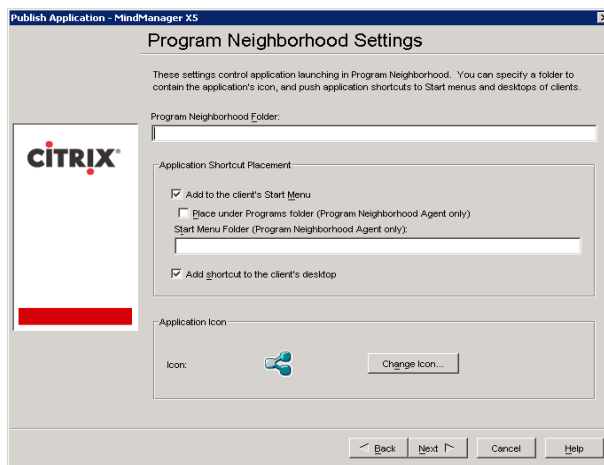 Publish Application - MindManager X5
Program Neighborhood Settings
These settings control application launching in Program Neighborhood. You can specify a folder to
contain the application's icon, and push application shortcuts to Start menus and desktops of clients.
Program Neighborhood Folder:
CITRIX®
Application Shortcut Placement
Add to the client's Start Menu
Place under Programs folder (Program Neighborhood Agent only)
Start Menu Folder (Program Neighborhood Agent only):
Add shortcut to the client's desktop
Application Icon
Icon:
Change Icon...
Back
Next
Cancel
Help